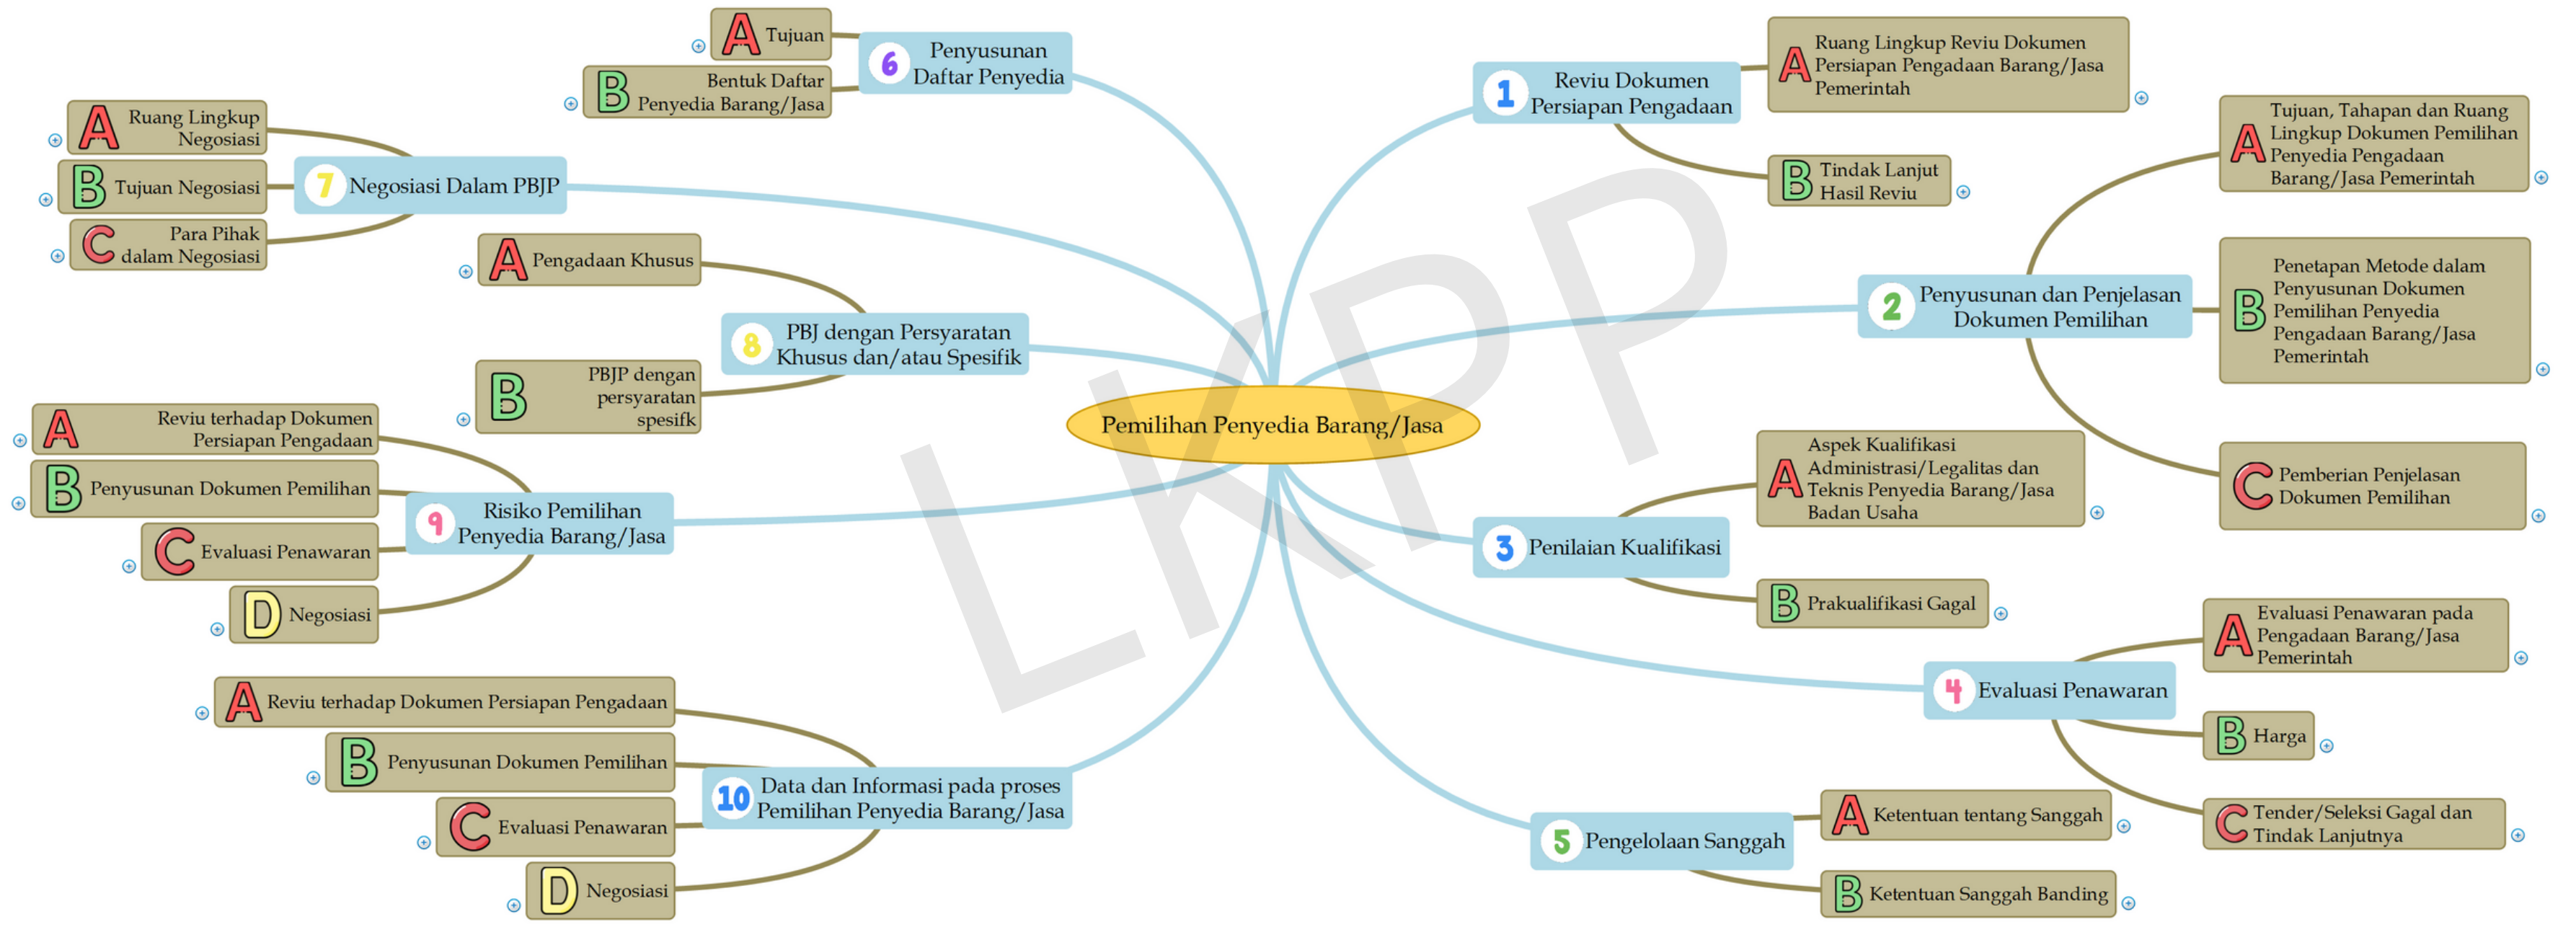 Pemilihan Penyedia Barang/Jasa
1
Reviu Dokumen
Persiapan Pengadaan
A
Ruang Lingkup Reviu Dokumen
Persiapan Pengadaan Barang/Jasa
Pemerintah
B
Tindak Lanjut
Hasil Reviu
2
Penyusunan dan Penjelasan
Dokumen Pemilihan
A
Tujuan, Tahapan dan Ruang
Lingkup Dokumen Pemilihan
Penyedia Pengadaan
Barang/Jasa Pemerintah
B
Penetapan Metode dalam
Penyusunan Dokumen
Pemilihan Penyedia
Pengadaan Barang/Jasa
Pemerintah
C
Pemberian Penjelasan
Dokumen Pemilihan
3
Penilaian Kualifikasi
A
Aspek Kualifikasi
Administrasi/Legalitas dan
Teknis Penyedia Barang/Jasa
Badan Usaha
B
Prakualifikasi Gagal
4
Evaluasi Penawaran
A
Evaluasi Penawaran pada
Pengadaan Barang/Jasa
Pemerintah
B
Harga
C
Tender/Seleksi Gagal dan
Tindak Lanjutnya
5
Pengelolaan Sanggah
A
Ketentuan tentang Sanggah
B
Ketentuan Sanggah Banding
6
Penyusunan
Daftar Penyedia
A
Tujuan
B
Bentuk Daftar
Penyedia Barang/Jasa
7
Negosiasi Dalam PBJP
A
Ruang Lingkup
Negosiasi
B
Tujuan Negosiasi
C
Para Pihak
dalam Negosiasi
8
PBJ dengan Persyaratan
Khusus dan/atau Spesifik
A
Pengadaan Khusus
B
PBJP dengan
persyaratan
spesifk
9
Risiko Pemilihan
Penyedia Barang/Jasa
A
Reviu terhadap Dokumen
Persiapan Pengadaan
B
Penyusunan Dokumen Pemilihan
C
Evaluasi Penawaran
D
Negosiasi
10
Data dan Informasi pada proses
Pemilihan Penyedia Barang/Jasa
A
Reviu terhadap Dokumen Persiapan Pengadaan
B
Penyusunan Dokumen Pemilihan
C
Evaluasi Penawaran
D
Negosiasi
LKPP